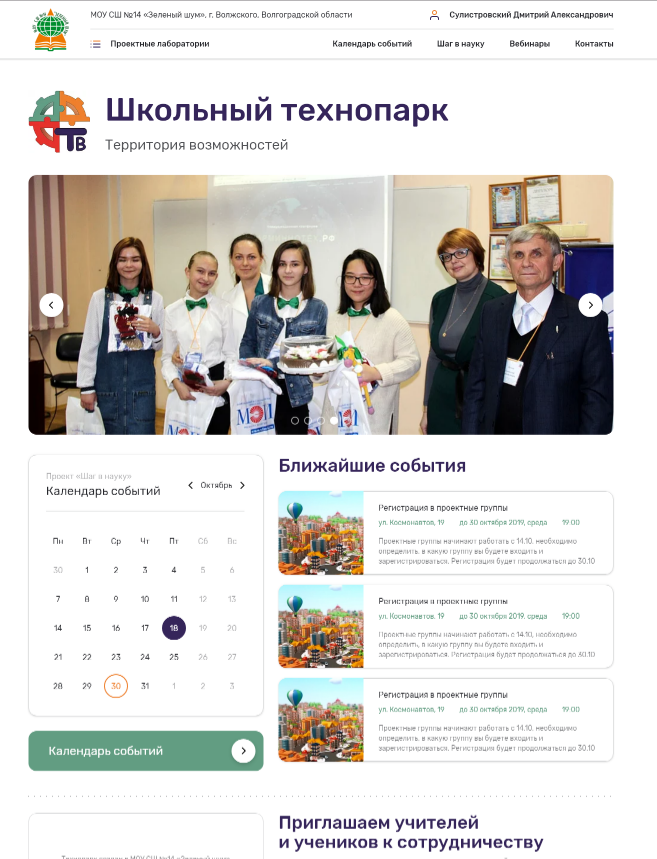 МОУ СШ №14 «Зеленый шум», г. Волжского, Волгоградской области
Сулистровский Дмитрий Александрович
Проектные лаборатории
Календарь событий
Шаг в науку
Вебинары
Контакты
Школьный технопарк
Территория возможностей
ТВ
Проект «Шаг в науку»
Календарь событий
Октябрь
Пн Вт Ср Чт Пт Сб Вс
30 1 2 3 4 5 6
7 8 9 10 11 12 13
14 15 16 17 18 19 20
21 22 23 24 25 26 27
28 29 30 31 1 2 3
Календарь событий
Ближайшие события
Регистрация в проектные группы
ул. Космонавтов, 19 до 30 октября 2019, среда 19:00
Проектные группы начинают работать с 14.10, необходимо
определить, в какую группу вы будете входить и
зарегистрироваться. Регистрация будет продолжаться до 30.10
Регистрация в проектные группы
ул. Космонавтов, 19 до 30 октября 2019, среда 19:00
Проектные группы начинают работать с 14.10, необходимо
определить, в какую группу вы будете входить и
зарегистрироваться. Регистрация будет продолжаться до 30.10
Регистрация в проектные группы
ул. Космонавтов, 19 до 30 октября 2019, среда 19:00
Проектные группы начинают работать с 14.10, необходимо
определить, в какую группу вы будете входить и
зарегистрироваться. Регистрация будет продолжаться до 30.10
Приглашаем учителей
и учеников к сотрудничеству